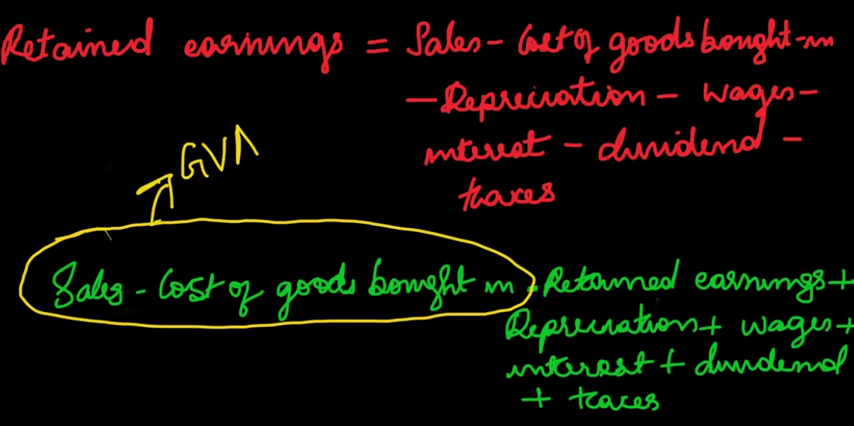 Retained earnings = Sales - Cost of goods bought-in
- Depreciation - wages -
interest - dividend -
taxes
GVA
Sales - Cost of goods bought in = Retained earnings +
Depreciation + wages +
interest + dividend
+ taxes